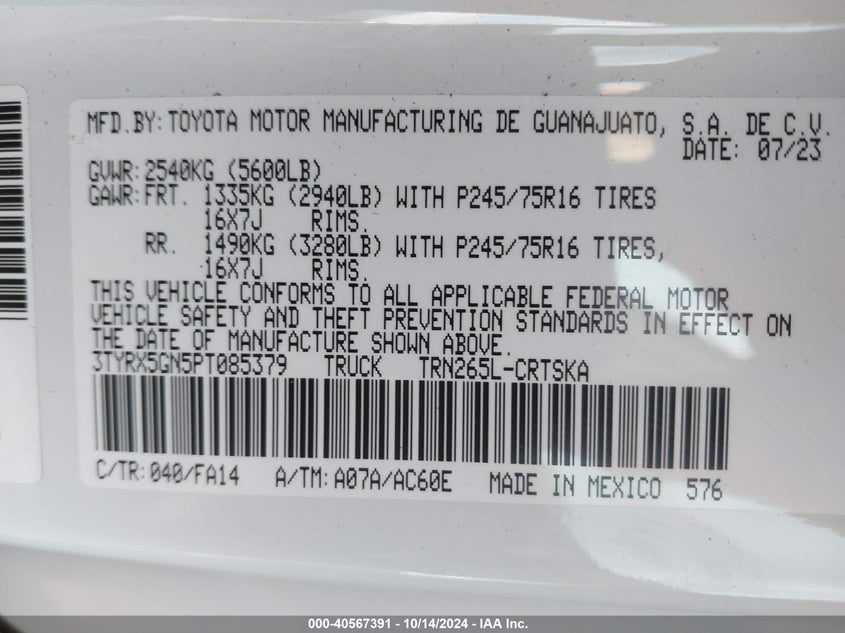 MFD.BY:TOYOTA MOTOR MANUFACTURING DE GUANAJUATO, S.A. DE C.V.
DATE: 07/23
GVWR:2540KG (5600LB)
GAWR:FRT. 1335KG (2940LB) WITH P245/75R16 TIRES
16X7J RIMS.
RR. 1490KG (3280LB) WITH P245/75R16 TIRES,
16X7J RIMS.
THIS VEHICLE CONFORMS TO ALL APPLICABLE FEDERAL MOTOR
VEHICLE SAFETY AND THEFT PREVENTION STANDARDS IN EFFECT ON
THE DATE OF MANUFACTURE SHOWN ABOVE.
3TYRX5GN5PT085379 TRUCK TRN265L-CRTSKA
C/TR:040/FA14 A/TM:A07A/AC60E MADE IN MEXICO 576
000-40567391 - 10/14/2024 - IAA Inc.